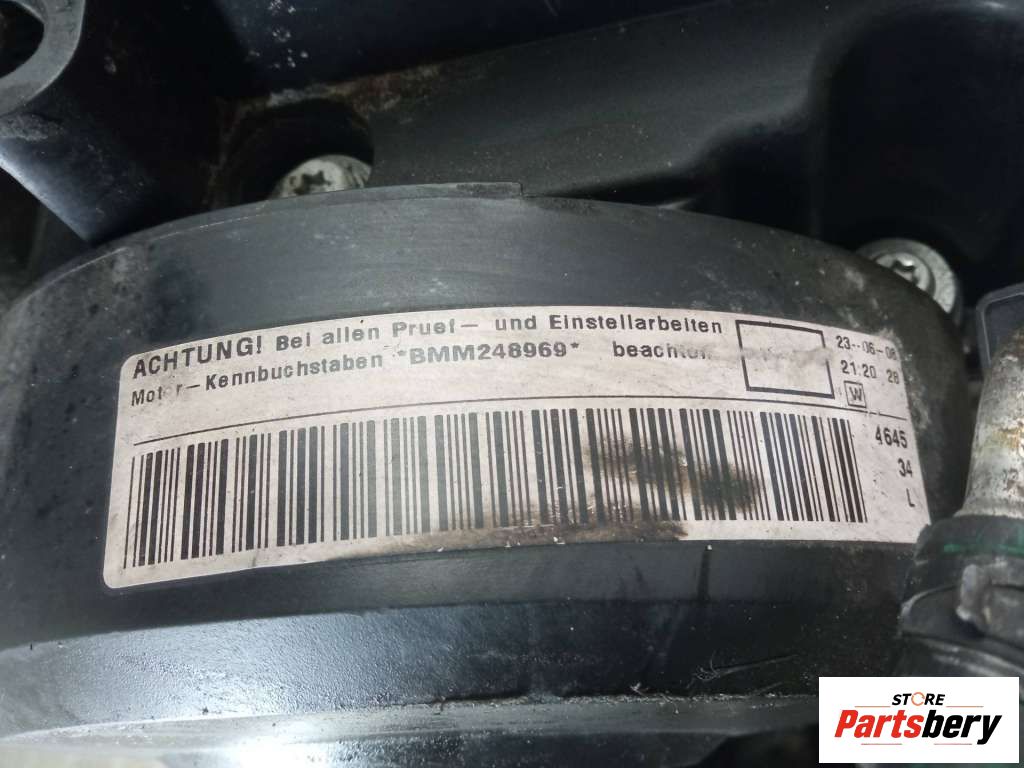 ACHTUNG! Bei allen Pruef- und Einstellarbeiten
Motor-Kennbuchstaben *BMM248969* beachten
23-06-08
21:20 28
W
4645
34
L
STORE
Partsbery